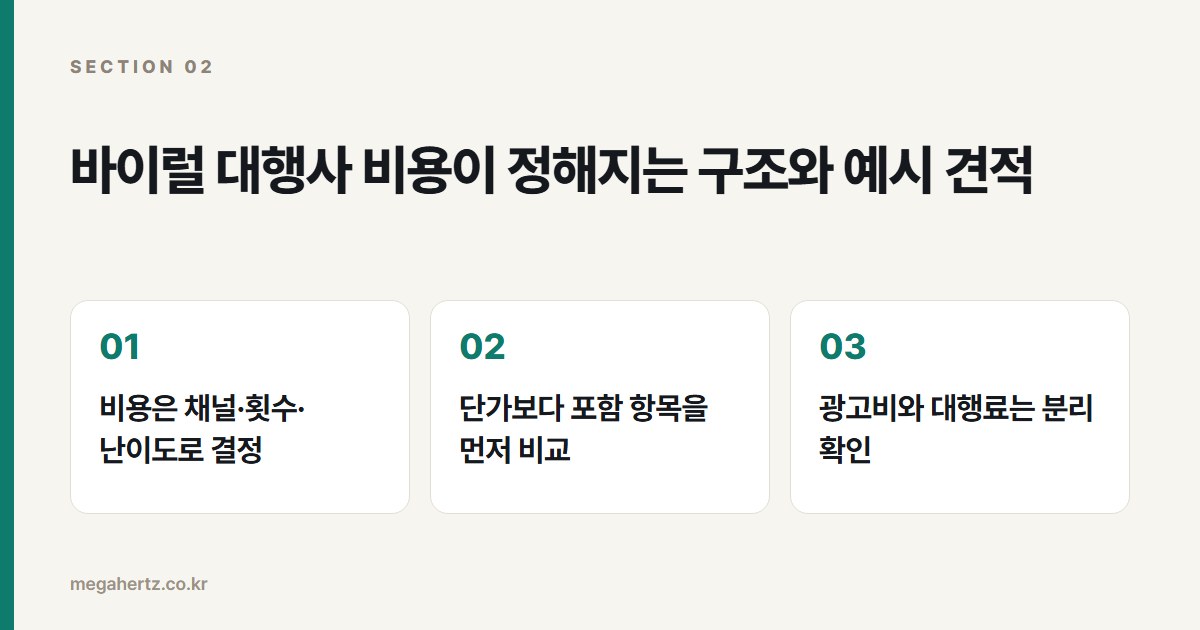 SECTION 02
바이럴 대행사 비용이 정해지는 구조와 예시 견적
01
비용은 채널·횟수·
난이도로 결정
02
단가보다 포함 항목을
먼저 비교
03
광고비와 대행료는 분리
확인
megahertz.co.kr